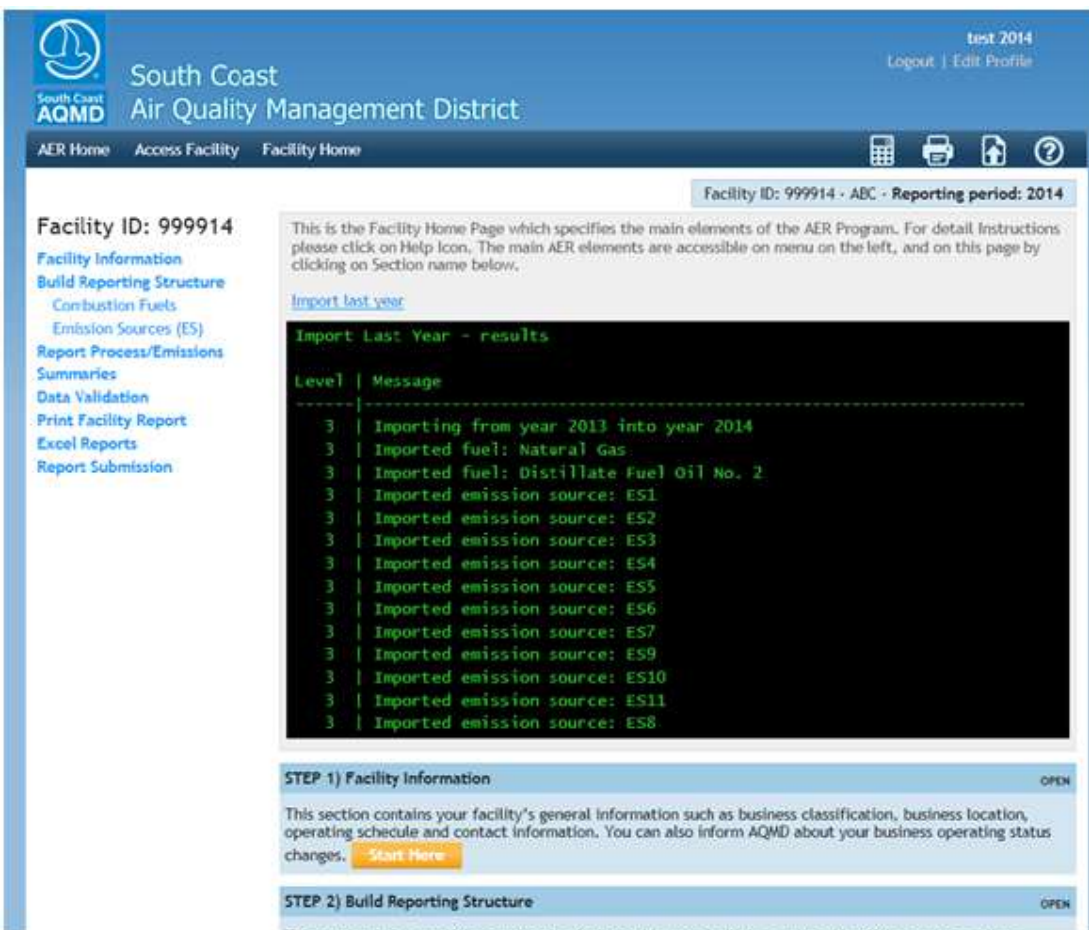 test 2014
Logout | Edit Profile
South Coast
AQMD
South Coast
Air Quality Management District
AER Home Access Facility Facility Home
Facility ID: 999914 - ABC - Reporting period: 2014
Facility ID: 999914
Facility Information
Build Reporting Structure
Combustion Fuels
Emission Sources (ES)
Report Process/Emissions
Summaries
Data Validation
Print Facility Report
Excel Reports
Report Submission
This is the Facility Home Page which specifies the main elements of the AER Program. For detail Instructions
please click on Help Icon. The main AER elements are accessible on menu on the left, and on this page by
clicking on Section name below.
Import last year
Import Last Year - results
Level | Message
------|----------------------------------------------------------------
3 | Importing from year 2013 into year 2014
3 | Imported fuel: Natural Gas
3 | Imported fuel: Distillate Fuel Oil No. 2
3 | Imported emission source: ES1
3 | Imported emission source: ES2
3 | Imported emission source: ES3
3 | Imported emission source: ES4
3 | Imported emission source: ES5
3 | Imported emission source: ES6
3 | Imported emission source: ES7
3 | Imported emission source: ES9
3 | Imported emission source: ES10
3 | Imported emission source: ES11
3 | Imported emission source: ES8
STEP 1) Facility Information OPEN
This section contains your facility's general information such as business classification, business location,
operating schedule and contact information. You can also inform AQMD about your business operating status
changes. Start Here
STEP 2) Build Reporting Structure OPEN